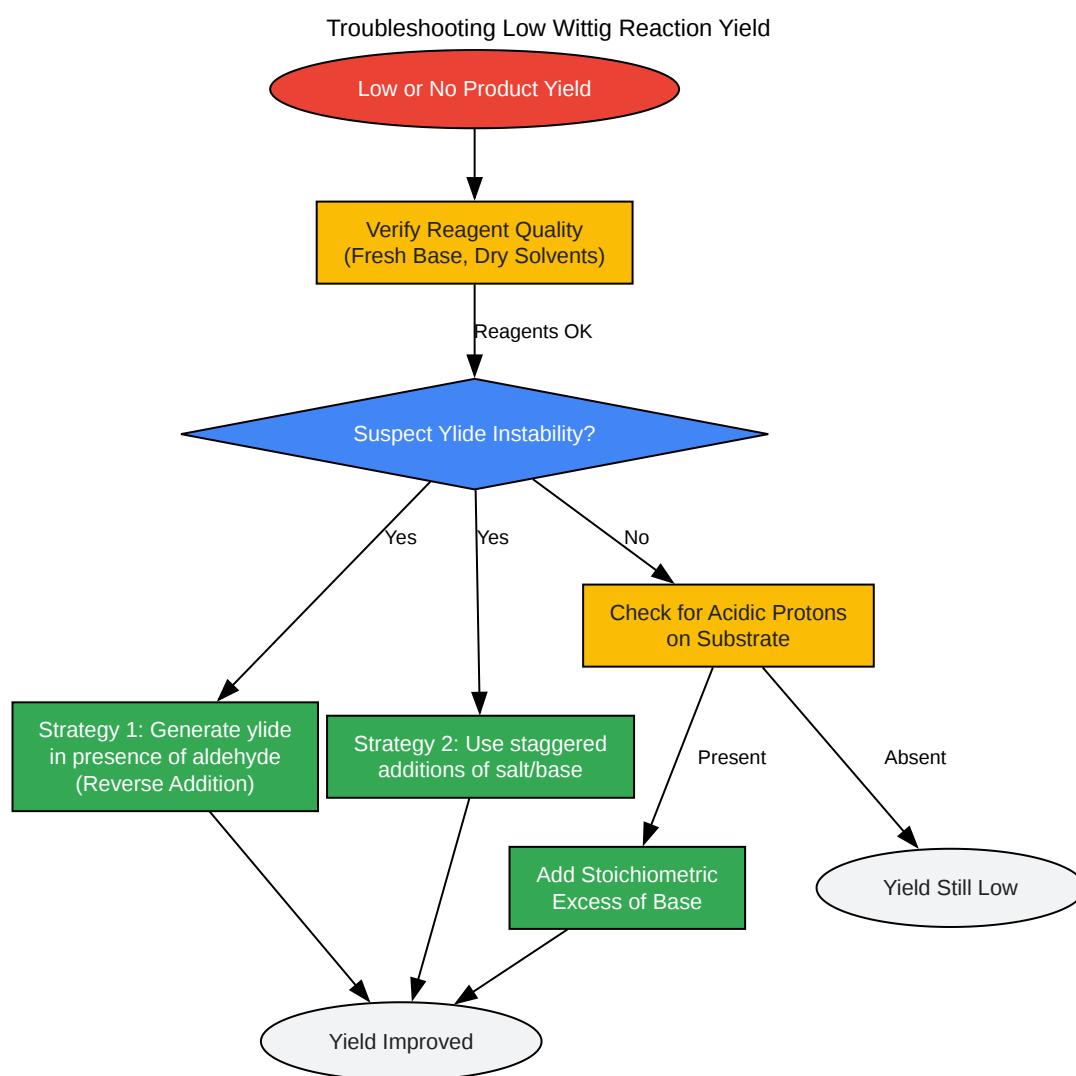 Troubleshooting Low Wittig Reaction Yield
Low or No Product Yield
Verify Reagent Quality
(Fresh Base, Dry Solvents)
Reagents OK
Suspect Ylide Instability?
Yes
Yes
No
Check for Acidic Protons
on Substrate
Strategy 1: Generate ylide
in presence of aldehyde
(Reverse Addition)
Strategy 2: Use staggered
additions of salt/base
Present
Absent
Add Stoichiometric
Excess of Base
Yield Still Low
Yield Improved